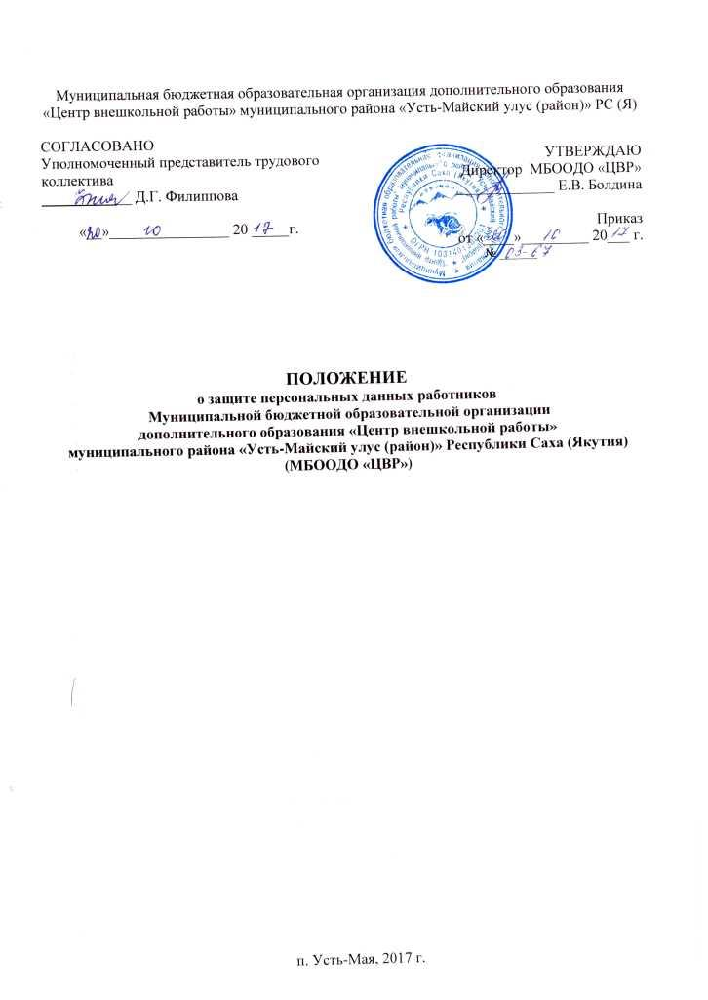 Муниципальная бюджетная образовательная организация дополнительного образования
«Центр внешкольной работы» муниципального района «Усть-Майский улус (район)» РС (Я)
СОГЛАСОВАНО
Уполномоченный представитель трудового
коллектива
____________ Д.Г. Филиппова
«20» 10 20 17 г.
УТВЕРЖДАЮ
Директор МБООДО «ЦВР»
______________ Е.В. Болдина
Приказ
от « » 10 20 17 г.
№ 03-67
ПОЛОЖЕНИЕ
о защите персональных данных работников
Муниципальной бюджетной образовательной организации
дополнительного образования «Центр внешкольной работы»
муниципального района «Усть-Майский улус (район)» Республики Саха (Якутия)
(МБООДО «ЦВР»)
п. Усть-Мая, 2017 г.